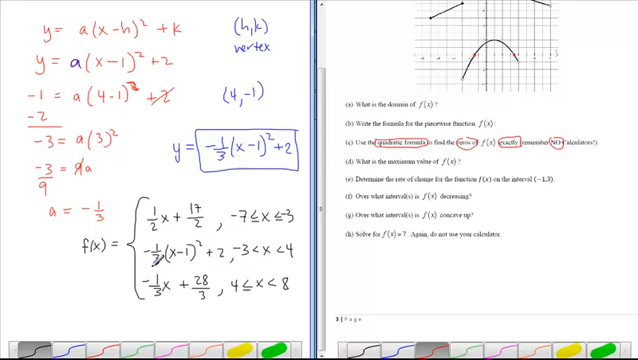 y = a(x-h)² + k
(h,k)
vertex
y = a(x-1)² + 2
-1 = a(4-1)² + 2
(4,-1)
-2
-3 = a(3)²
y = -1/3(x-1)² + 2
-3/9 = 9a
a = -1/3
f(x) = { 1/2x + 17/2, -7 ≤ x ≤ -3
-1/3(x-1)² + 2, -3 < x < 4
-1/3x + 28/3, 4 ≤ x < 8
(a) What is the domain of f(x)?
(b) Write the formula for the piecewise function f(x):
(c) Use the quadratic formula to find the zeros of f(x) exactly (remember NO Calculators!).
(d) What is the maximum value of f(x)?
(e) Determine the rate of change for the function f(x) on the interval (-1,3).
(f) Over what interval is f(x) decreasing?
(g) Over what interval is f(x) concave up?
(h) Solve for f(x) = 7. Again, do not use your calculator.
3 | Page